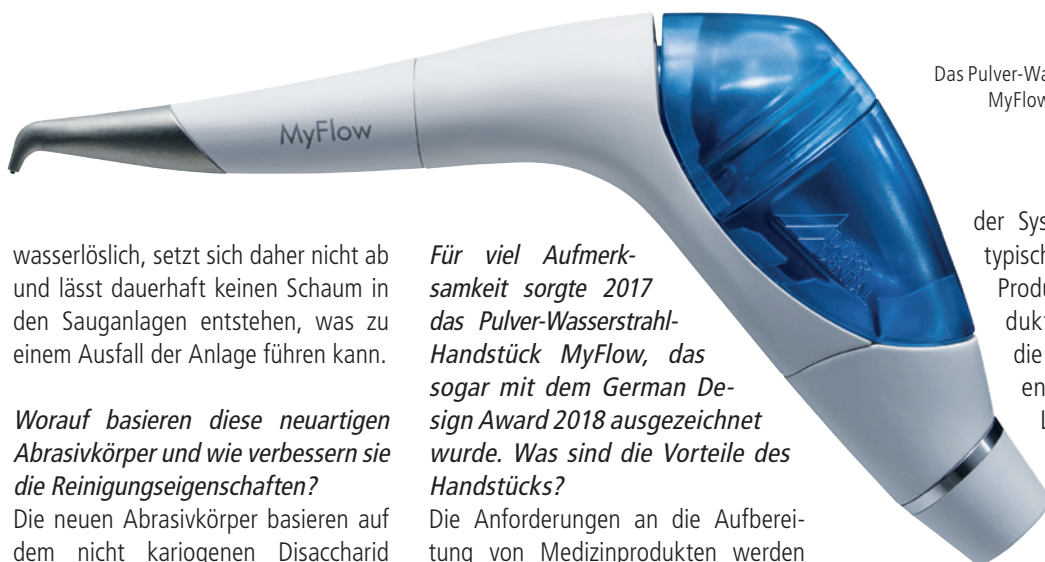 MyFlow
Das Pulver-Wa
MyFlow
wasserlöslich, setzt sich daher nicht ab
und lässt dauerhaft keinen Schaum in
den Sauganlagen entstehen, was zu
einem Ausfall der Anlage führen kann.
Worauf basieren diese neuartigen
Abrasivkörper und wie verbessern sie
die Reinigungseigenschaften?
Die neuen Abrasivkörper basieren auf
dem nicht kariogenen Disaccharid
Für viel Aufmerk-
samkeit sorgte 2017
das Pulver-Wasserstrahl-
Handstück MyFlow, das
sogar mit dem German De-
sign Award 2018 ausgezeichnet
wurde. Was sind die Vorteile des
Handstücks?
Die Anforderungen an die Aufberei-
tung von Medizinprodukten werden
der Sys
typisch
Produ
dukt
die
en
L